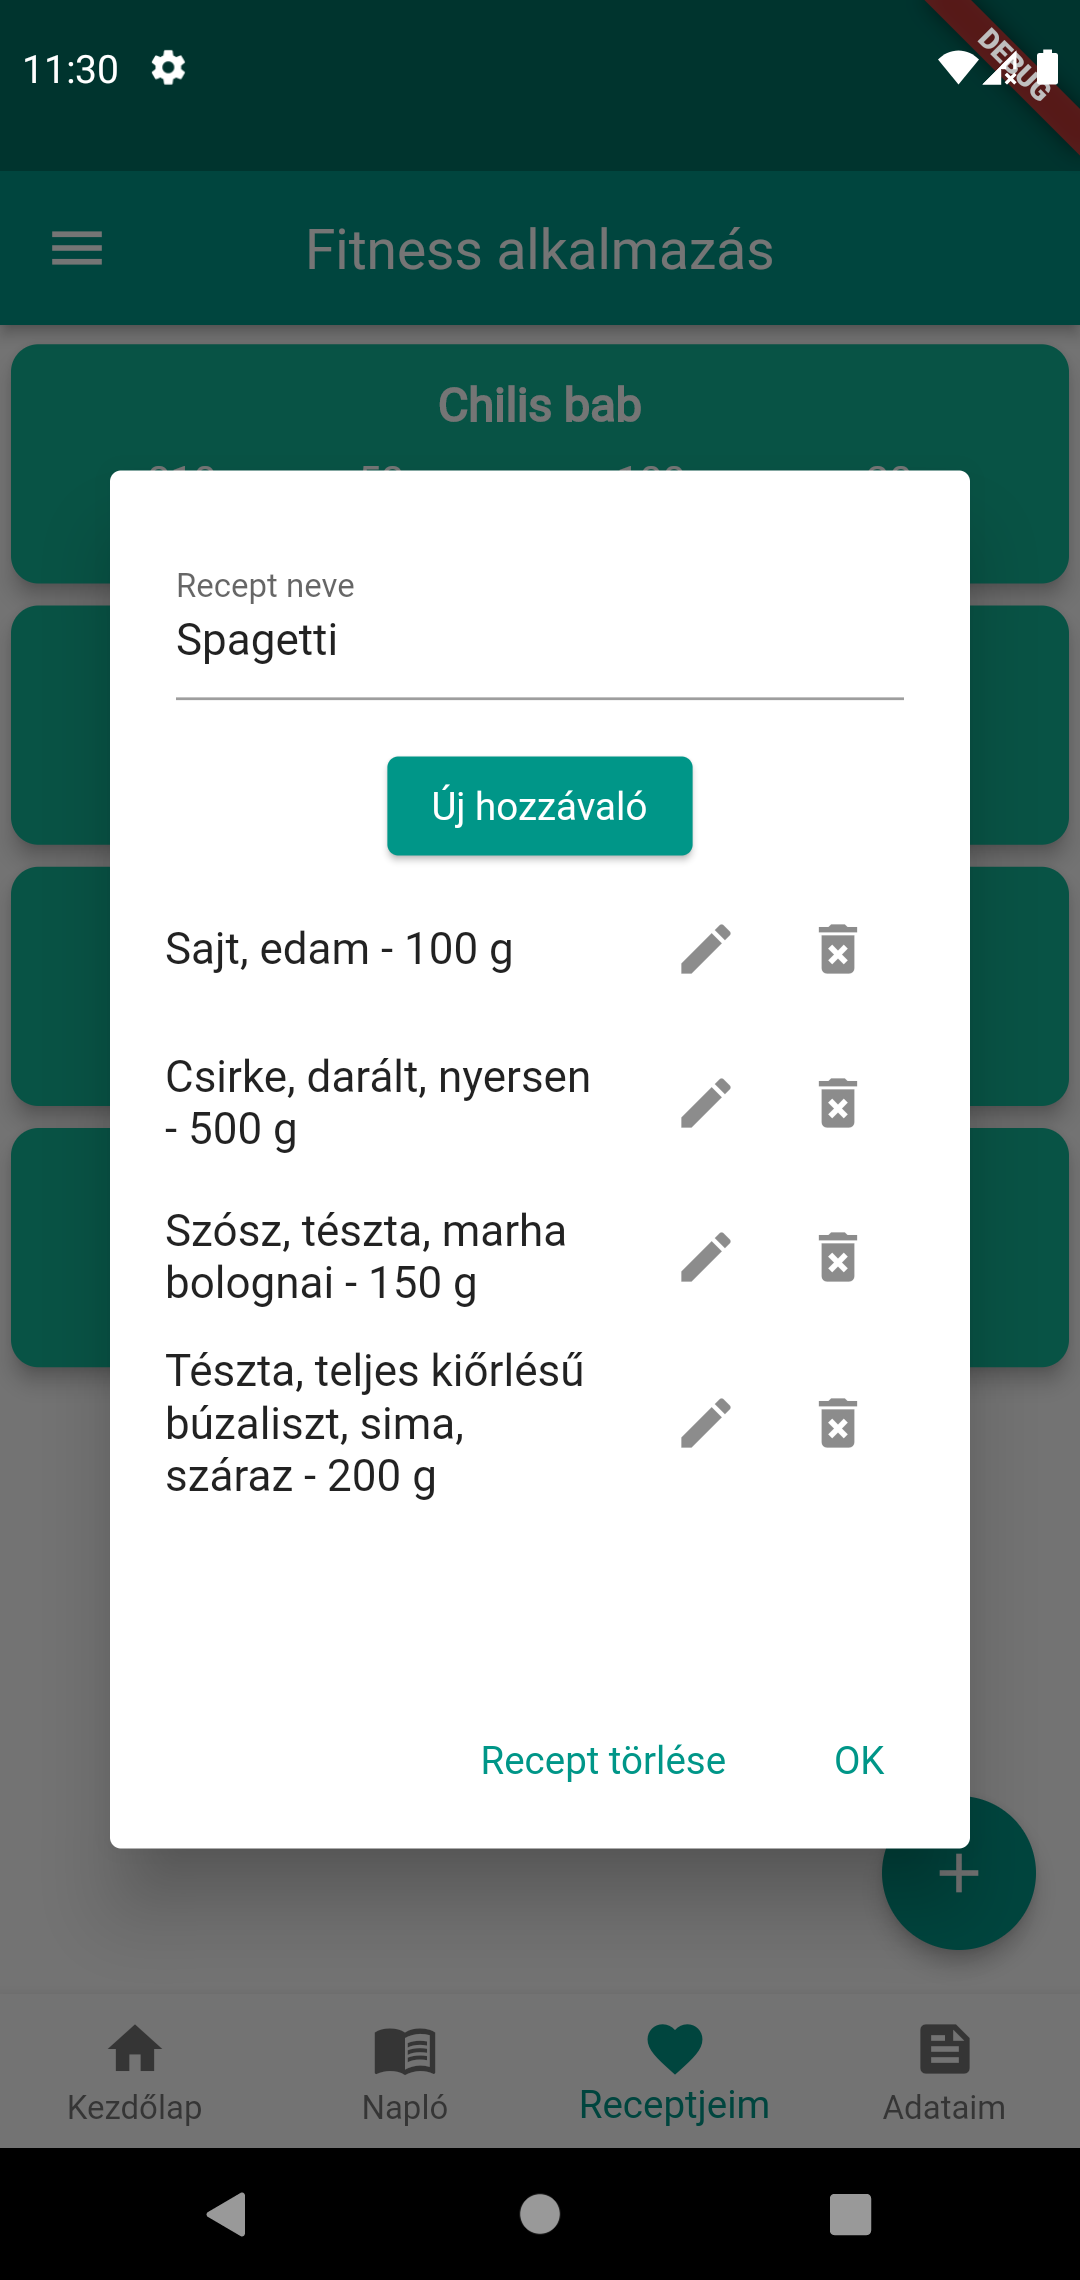 11:30
DEBUG
Fitness alkalmazás
Chilis bab
Recept neve
Spagetti
Új hozzávaló
Sajt, edam - 100 g
Csirke, darált, nyersen
- 500 g
Szósz, tészta, marha
bolognai - 150 g
Tészta, teljes kiőrlésű
búzaliszt, sima,
száraz - 200 g
Recept törlése OK
Kezdőlap Napló Receptjeim Adataim